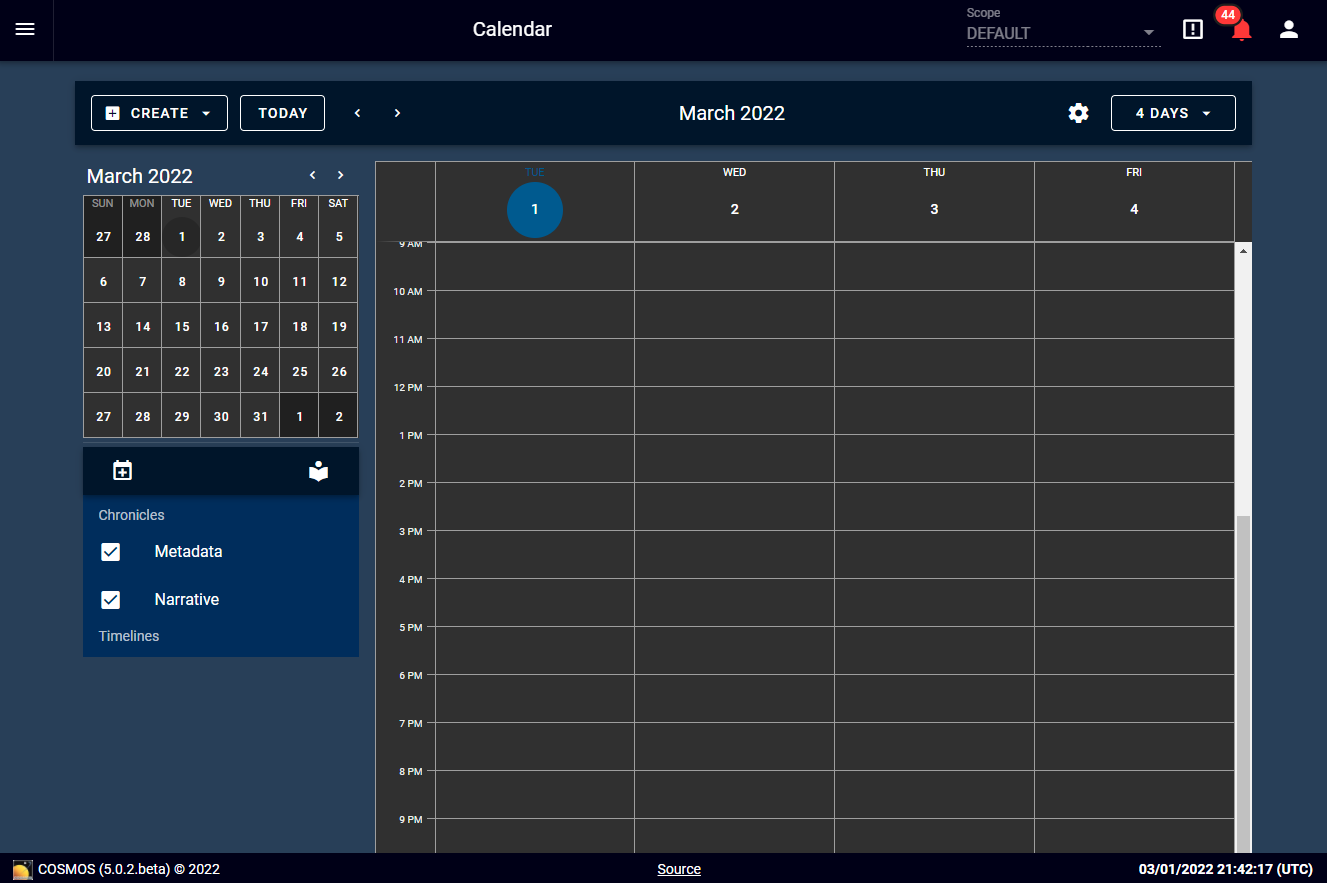 Calendar
Scope
DEFAULT
44
CREATE
TODAY
March 2022
4 DAYS
March 2022
SUN MON TUE WED THU FRI SAT
27 28 1 2 3 4 5
6 7 8 9 10 11 12
13 14 15 16 17 18 19
20 21 22 23 24 25 26
27 28 29 30 31 1 2
Chronicles
Metadata
Narrative
Timelines
TUE WED THU FRI
1 2 3 4
9 AM
10 AM
11 AM
12 PM
1 PM
2 PM
3 PM
4 PM
5 PM
6 PM
7 PM
8 PM
9 PM
COSMOS (5.0.2.beta) © 2022
Source
03/01/2022 21:42:17 (UTC)